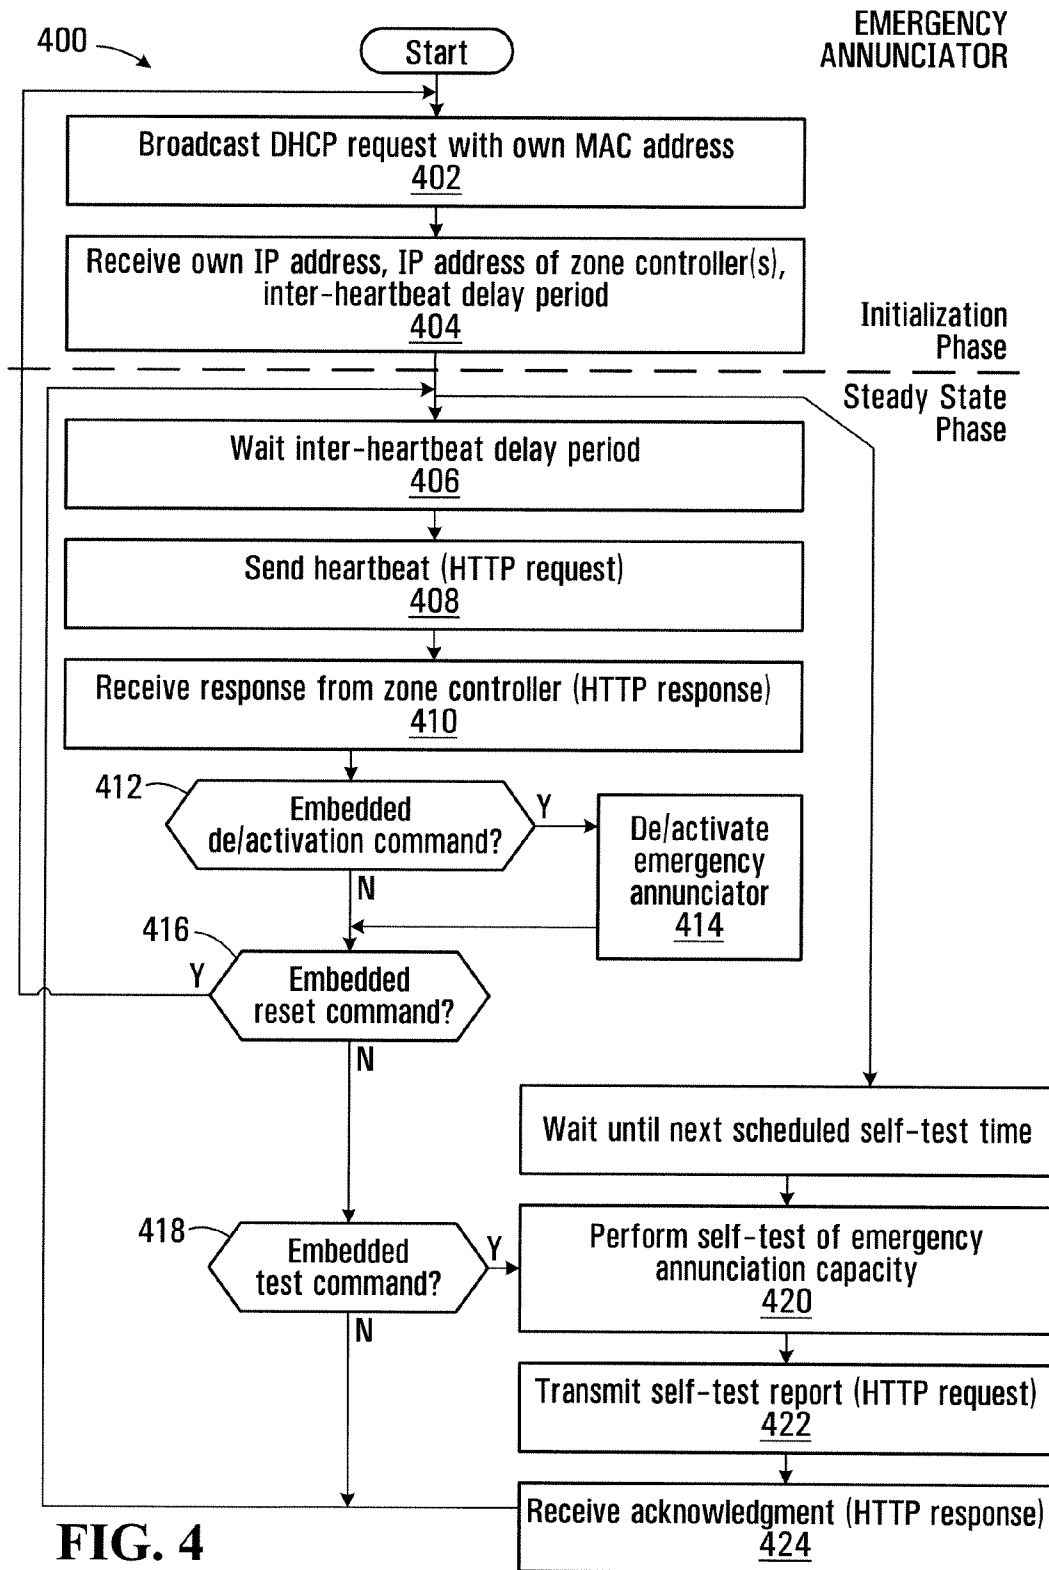 400
Start
EMERGENCY
ANNUNCIATOR
Broadcast DHCP request with own MAC address
402
Receive own IP address, IP address of zone controller(s),
inter-heartbeat delay period
404
Initialization
Phase
Steady State
Phase
Wait inter-heartbeat delay period
406
Send heartbeat (HTTP request)
408
Receive response from zone controller (HTTP response)
410
412
Embedded
de/activation command?
Y
N
De/activate
emergency
annunciator
414
416
Embedded
reset command?
Y
N
Wait until next scheduled self-test time
418
Embedded
test command?
Y
N
Perform self-test of emergency
annunciation capacity
420
Transmit self-test report (HTTP request)
422
Receive acknowledgment (HTTP response)
424
FIG. 4